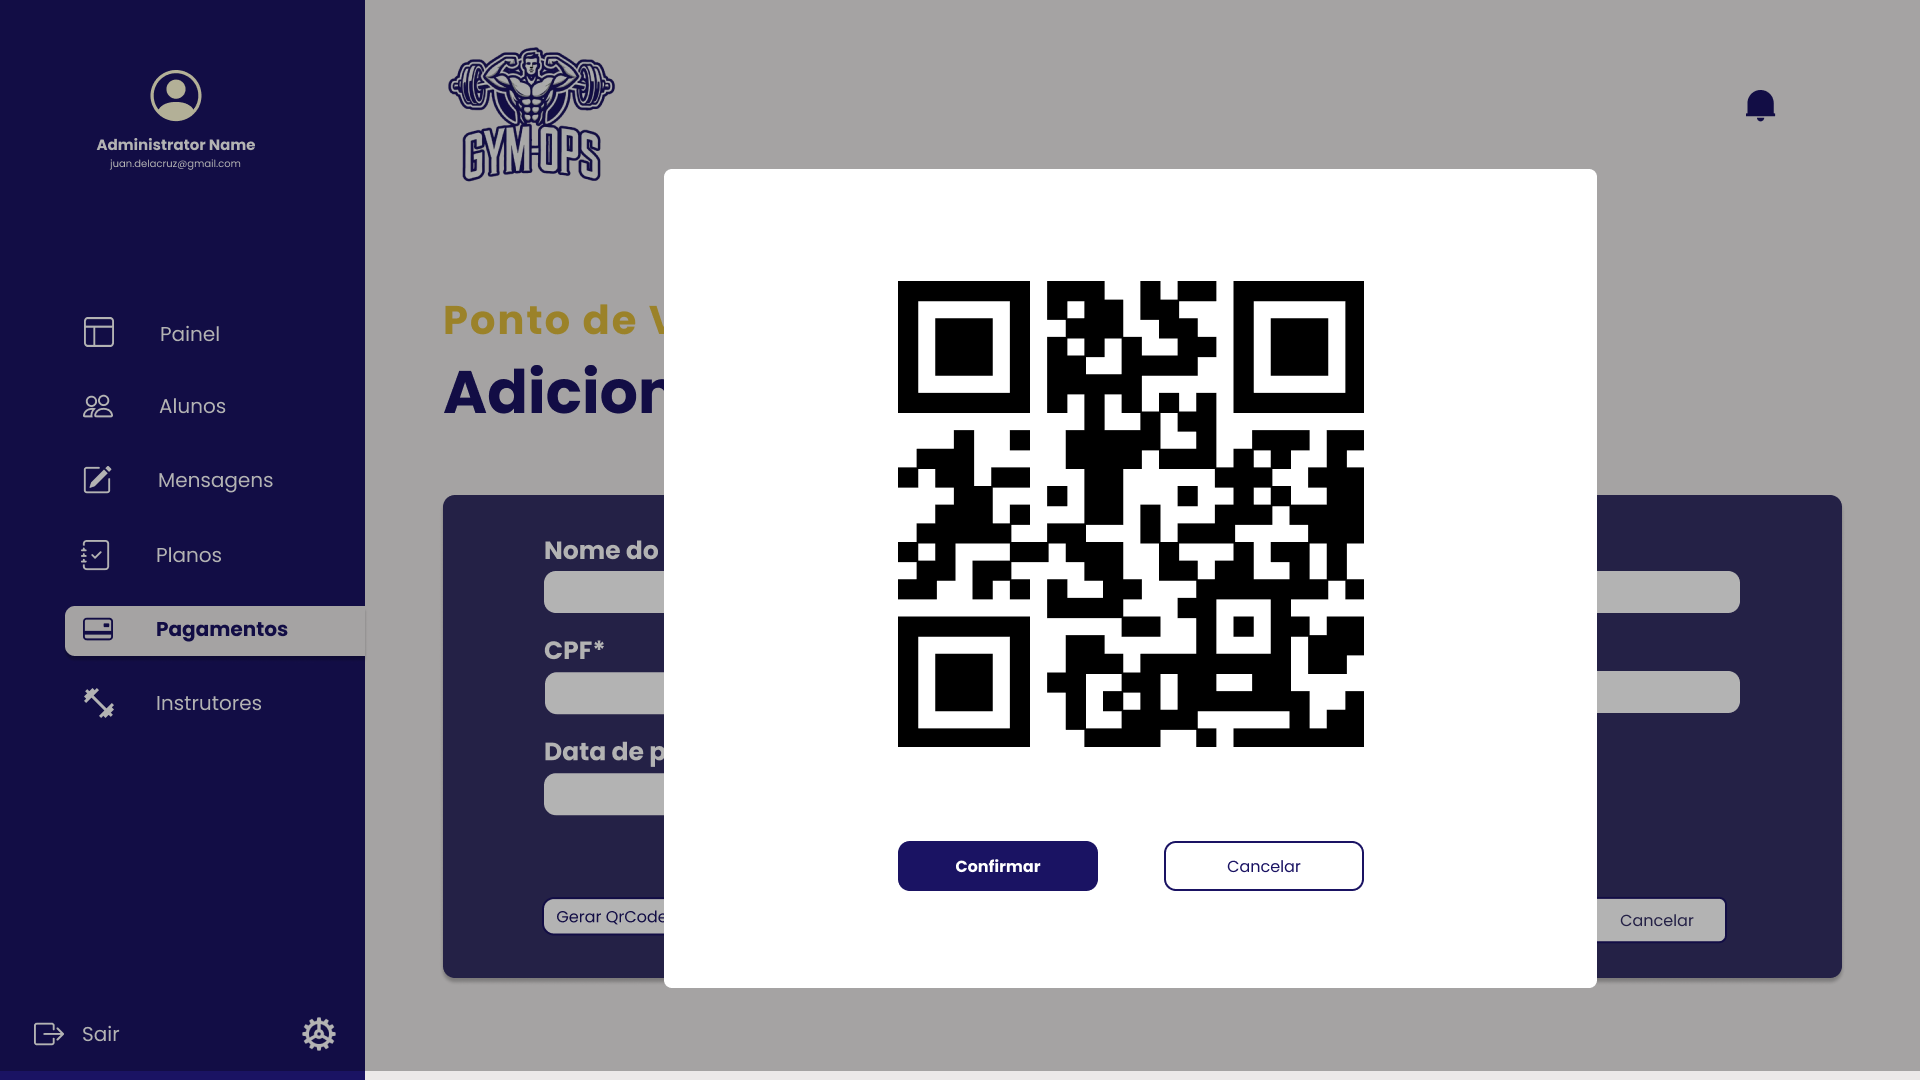 Administrator Name
juan.delacruz@gmail.com
GYM-OPS
Painel
Alunos
Mensagens
Planos
Pagamentos
Instrutores
Sair
Ponto de
Adicion
Nome do
CPF*
Data de p
Gerar QrCode
Cancelar
Confirmar
Cancelar